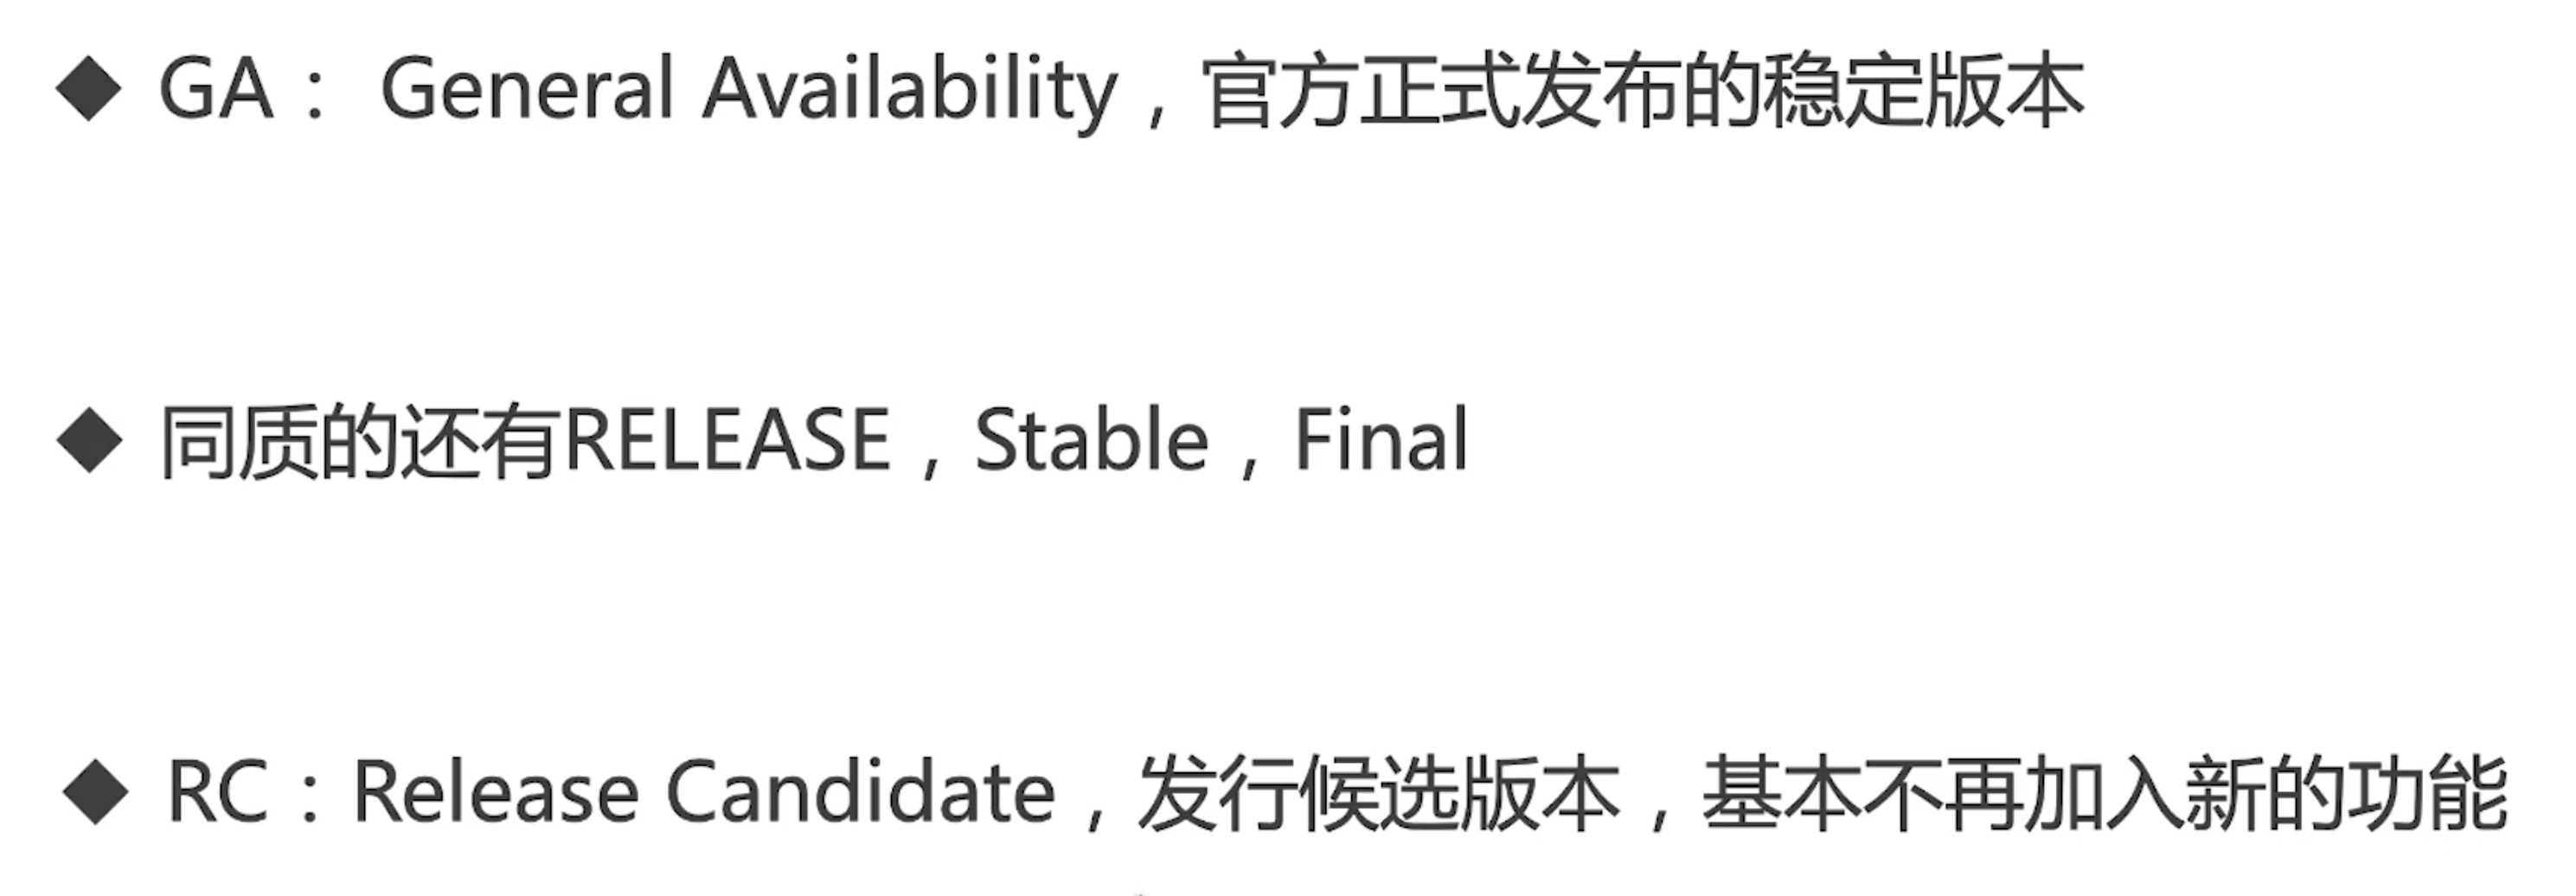 ◆ GA： General Availability，官方正式发布的稳定版本
◆ 同质的还有RELEASE，Stable，Final
◆ RC：Release Candidate，发行候选版本，基本不再加入新的功能